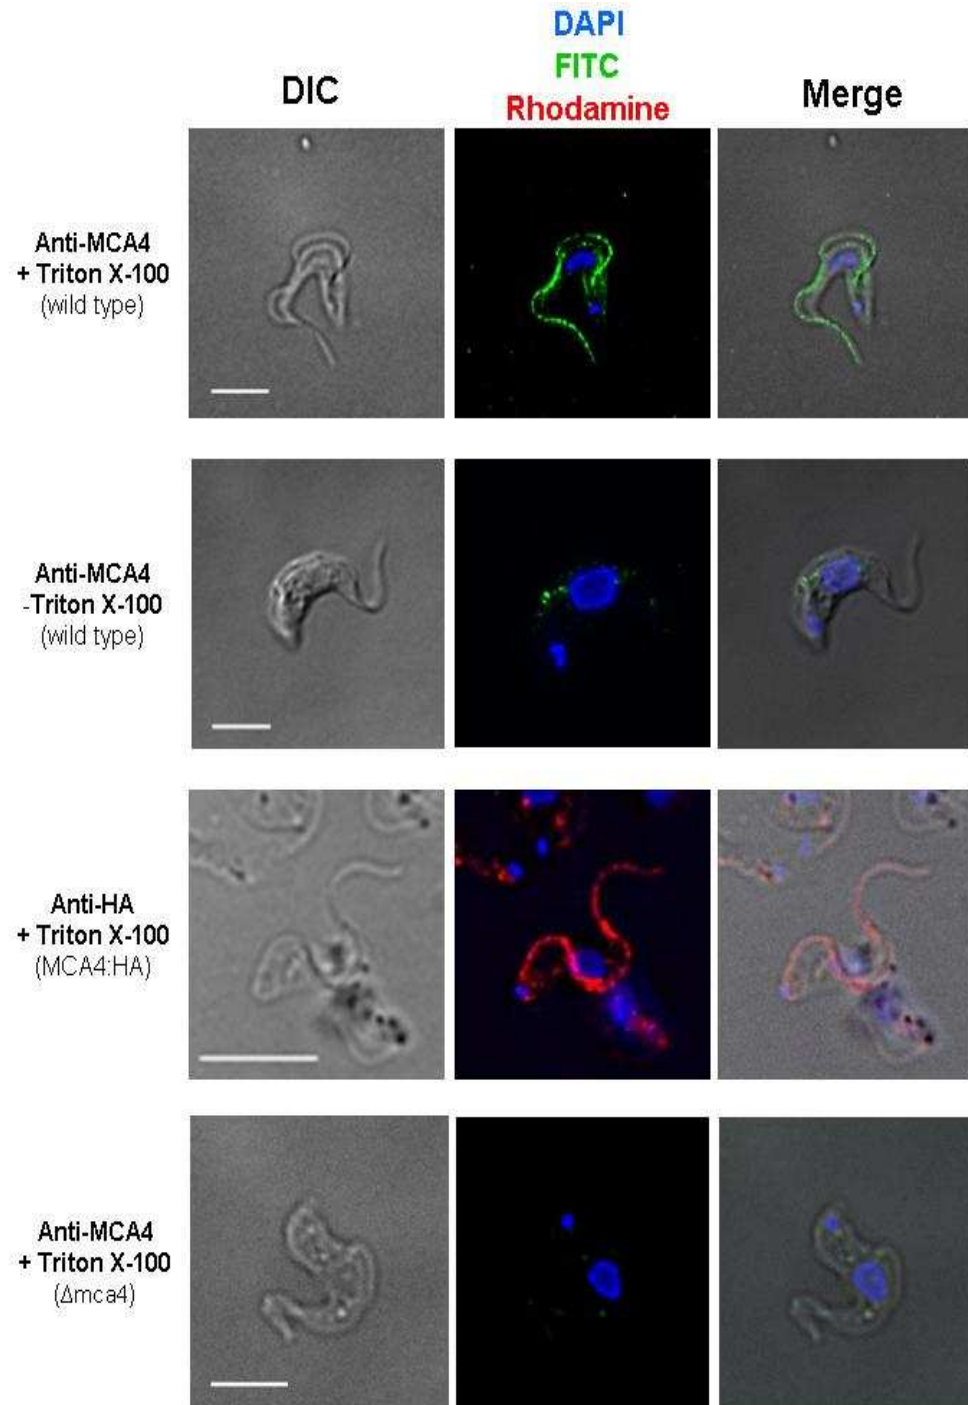 DAPI
FITC
DIC
Rhodamine
Merge
Anti-MCA4
+ Triton X-100
(wild type)
Anti-MCA4
-Triton X-100
(wild type)
Anti-HA
+ Triton X-100
(MCA4:HA)
Anti-MCA4
+ Triton X-100
(Δmca4)